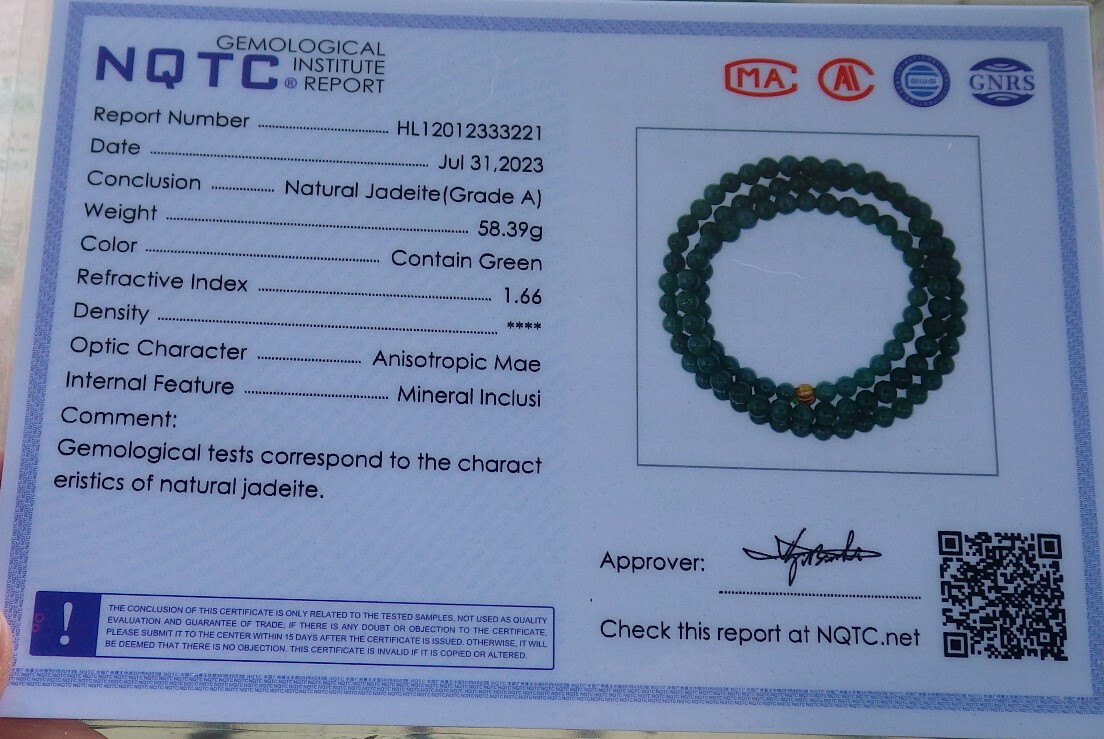 NQTC® GEMOLOGICAL INSTITUTE REPORT
MA
AL
GNRS
Report Number .......... HL12012333221
Date .......... Jul 31,2023
Conclusion .......... Natural Jadeite(Grade A)
Weight .......... 58.39g
Color .......... Contain Green
Refractive Index .......... 1.66
Density .......... ****
Optic Character .......... Anisotropic Mae
Internal Feature .......... Mineral Inclusi
Comment:
Gemological tests correspond to the charact
eristics of natural jadeite.
Approver:
Check this report at NQTC.net
!
THE CONCLUSION OF THIS CERTIFICATE IS ONLY RELATED TO THE TESTED SAMPLES, NOT USED AS QUALITY
EVALUATION AND GUARANTEE OF TRADE, IF THERE IS ANY DOUBT OR OBJECTION TO THE CERTIFICATE,
PLEASE SUBMIT IT TO THE CENTER WITHIN 15 DAYS AFTER THE CERTIFICATE IS ISSUED. OTHERWISE, IT WILL
BE DEEMED THAT THERE IS NO OBJECTION. THIS CERTIFICATE IS INVALID IF IT IS COPIED OR ALTERED.